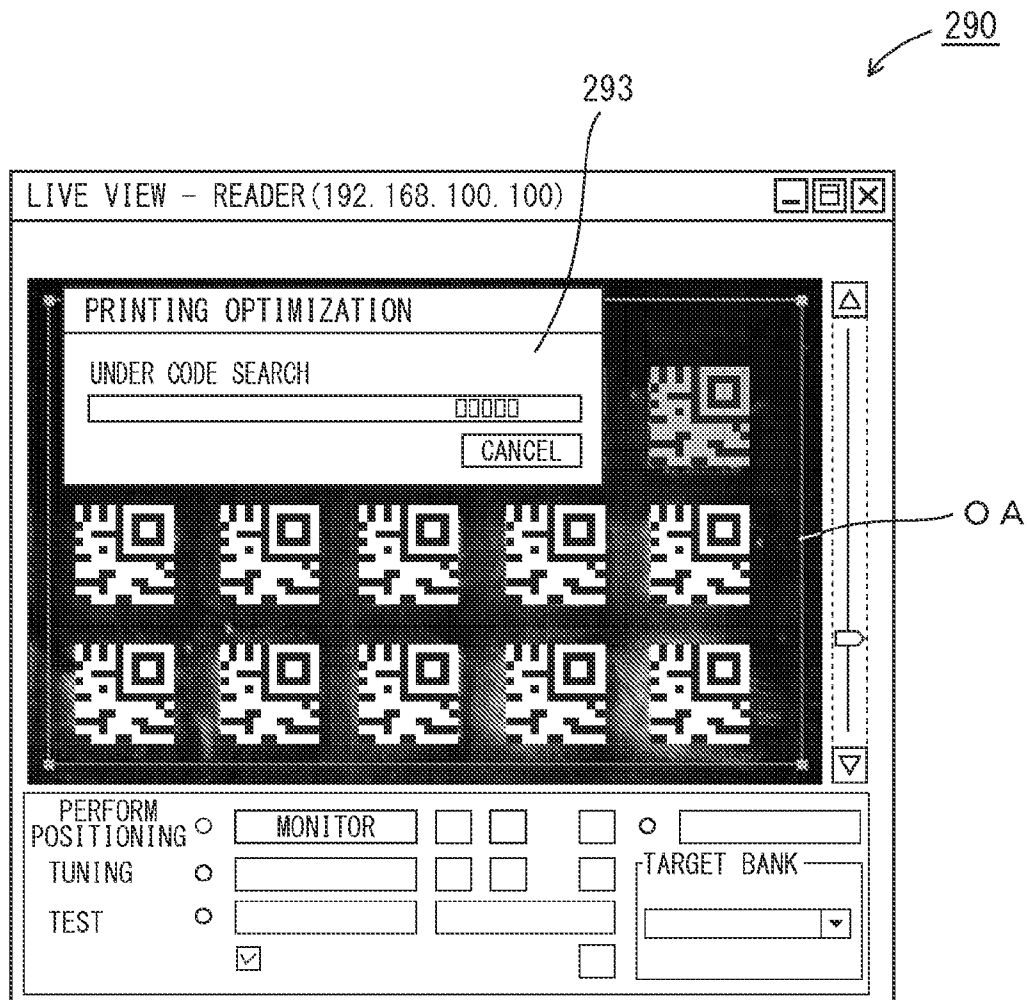 290
293
LIVE VIEW - READER(192.168.100.100)
PRINTING OPTIMIZATION
UNDER CODE SEARCH
CANCEL
OA
PERFORM
POSITIONING
MONITOR
TUNING
TARGET BANK
TEST